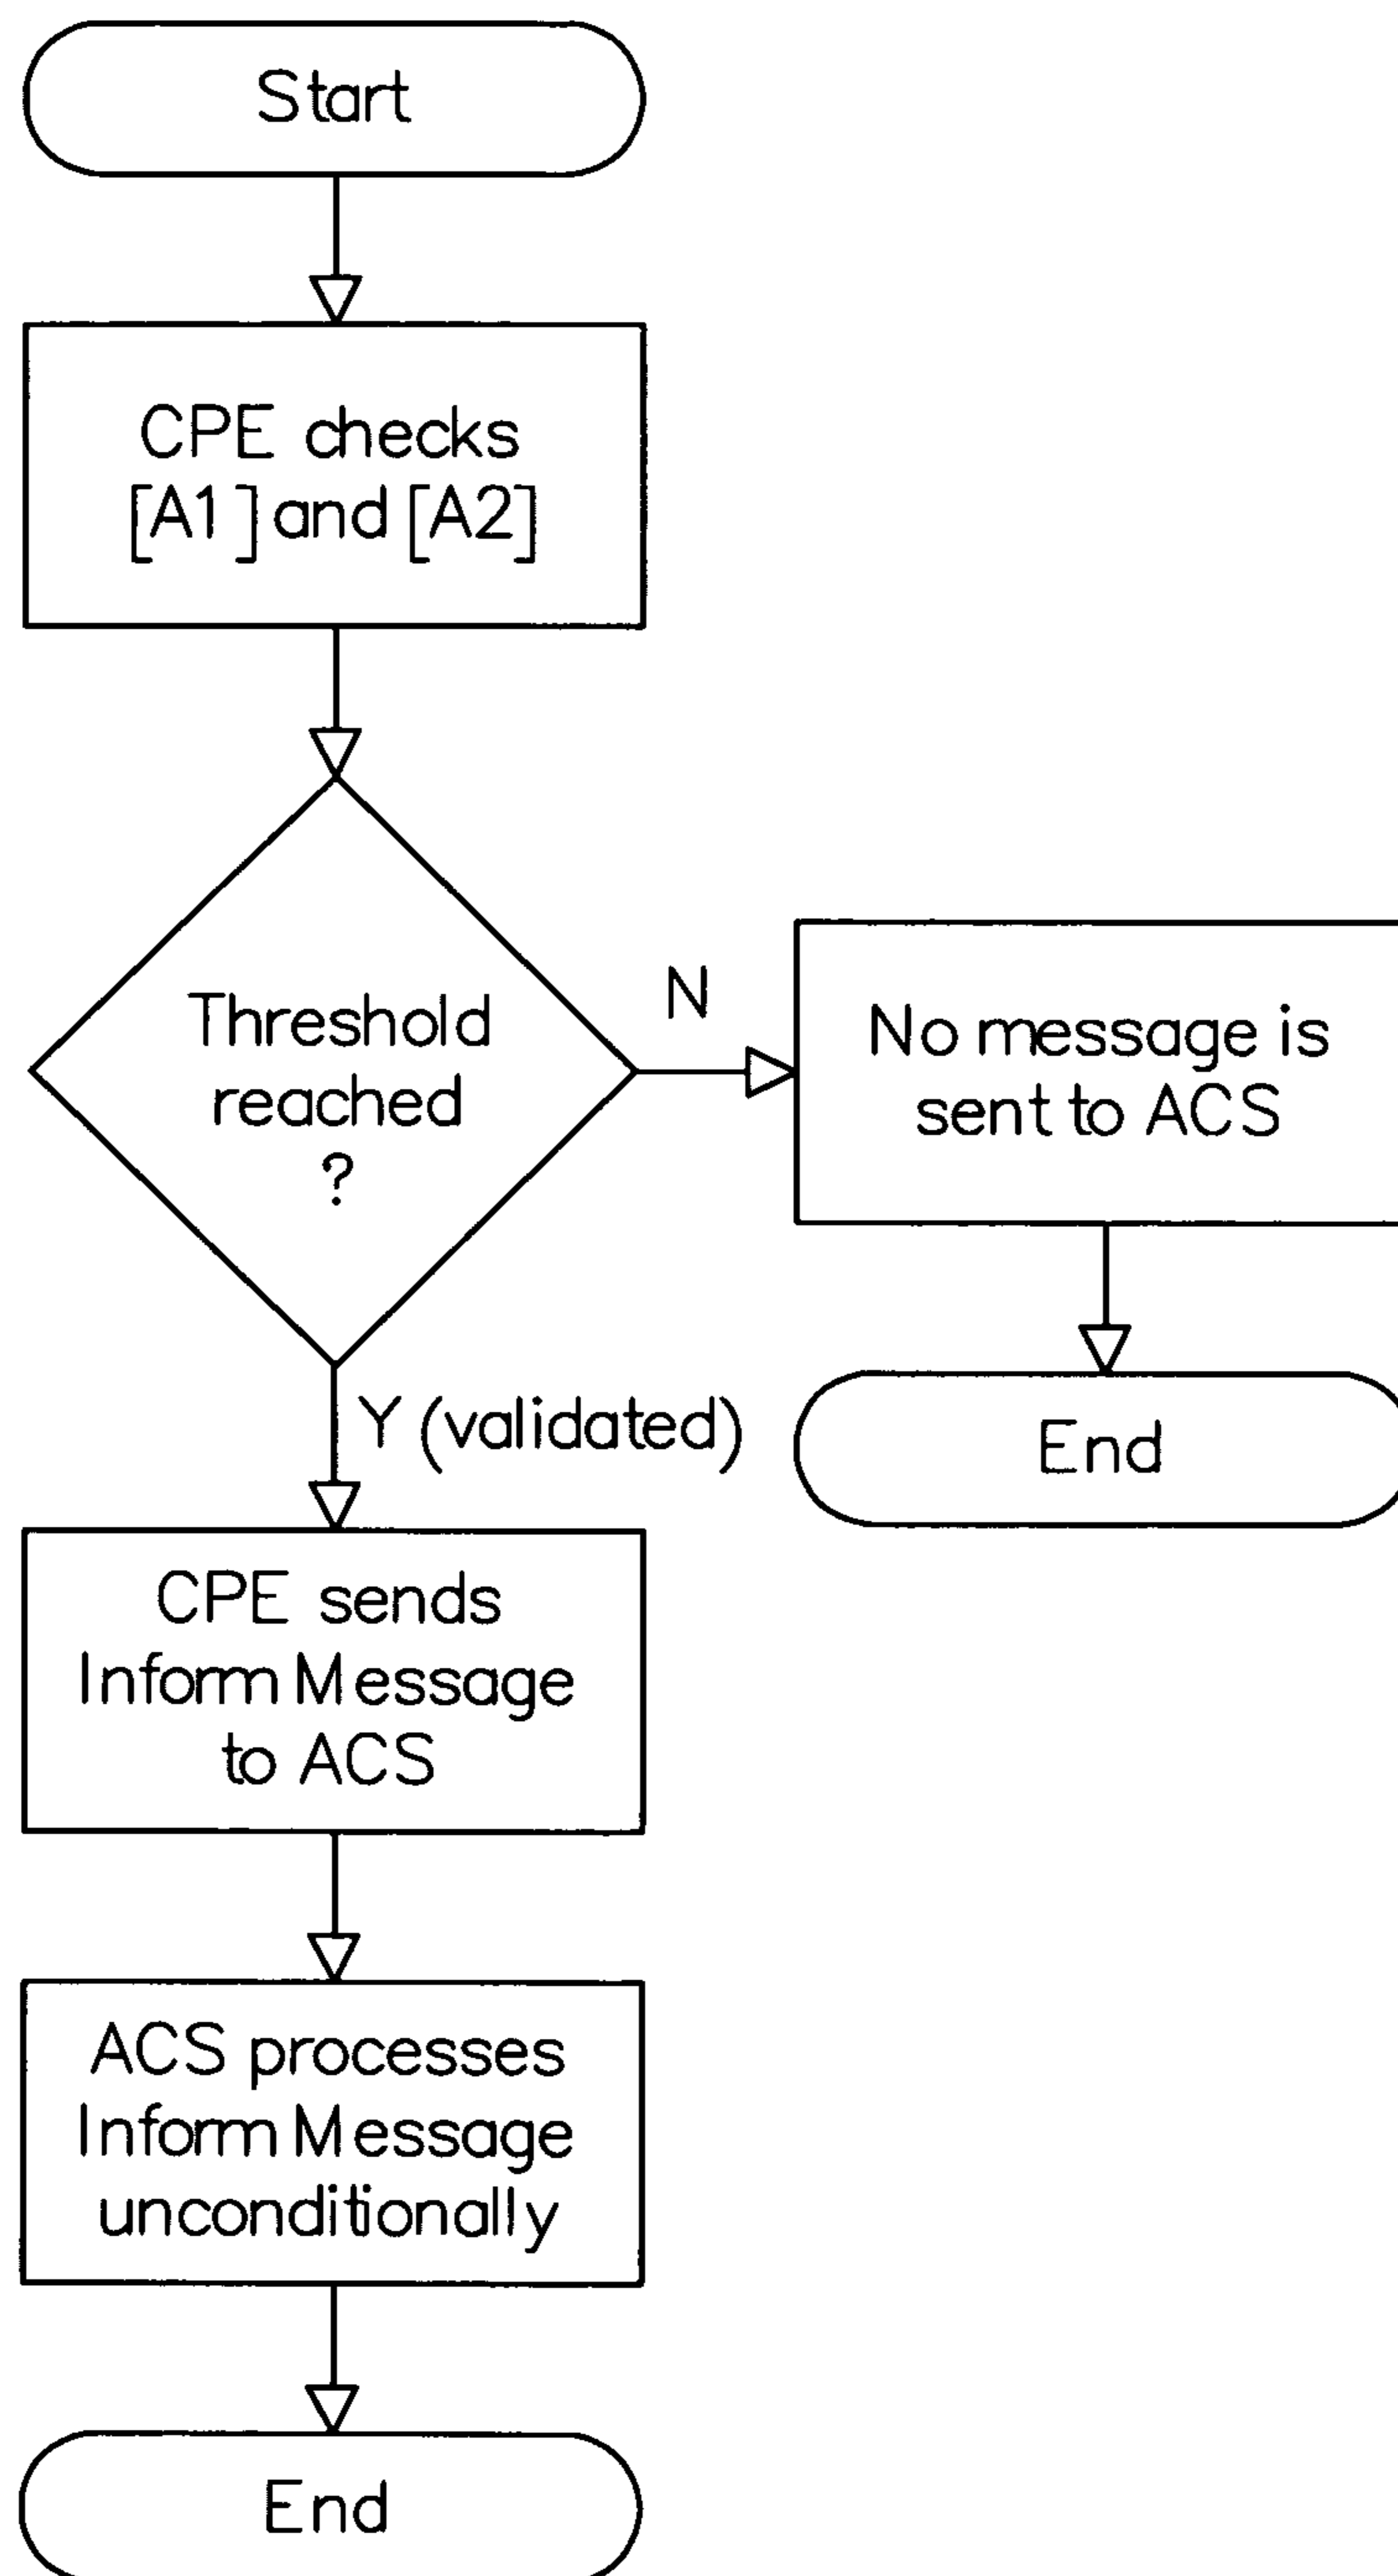 Start
CPE checks
[A1] and [A2]
Threshold
reached
?
N
No message is
sent to ACS
End
Y (validated)
CPE sends
Inform Message
to ACS
ACS processes
Inform Message
unconditionally
End